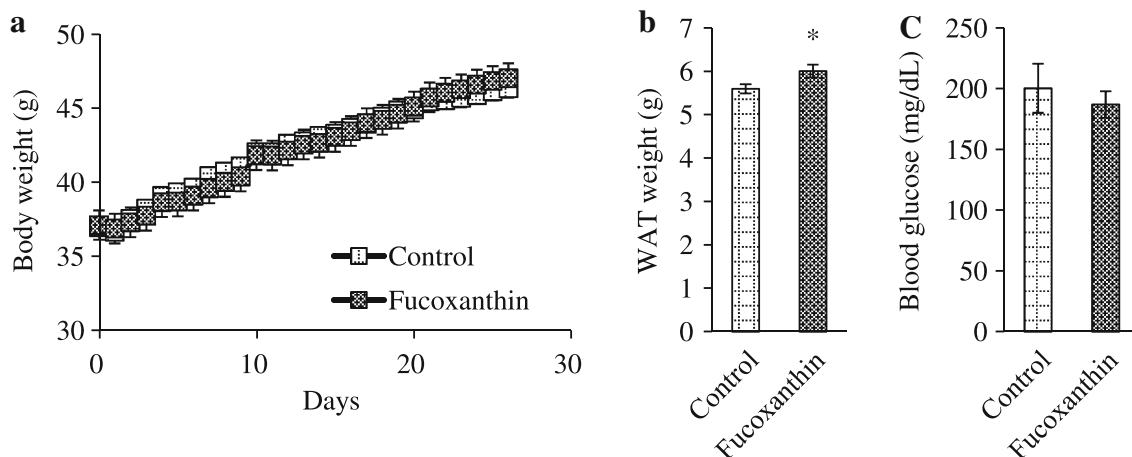 a
50
45
40
35
30
Body weight (g)
0
10
20
30
Days
Control
Fucoxanthin
b
7
6
5
4
3
2
1
0
WAT weight (g)
*
Control
Fucoxanthin
C
250
200
150
100
50
0
Blood glucose (mg/dL)
Control
Fucoxanthin